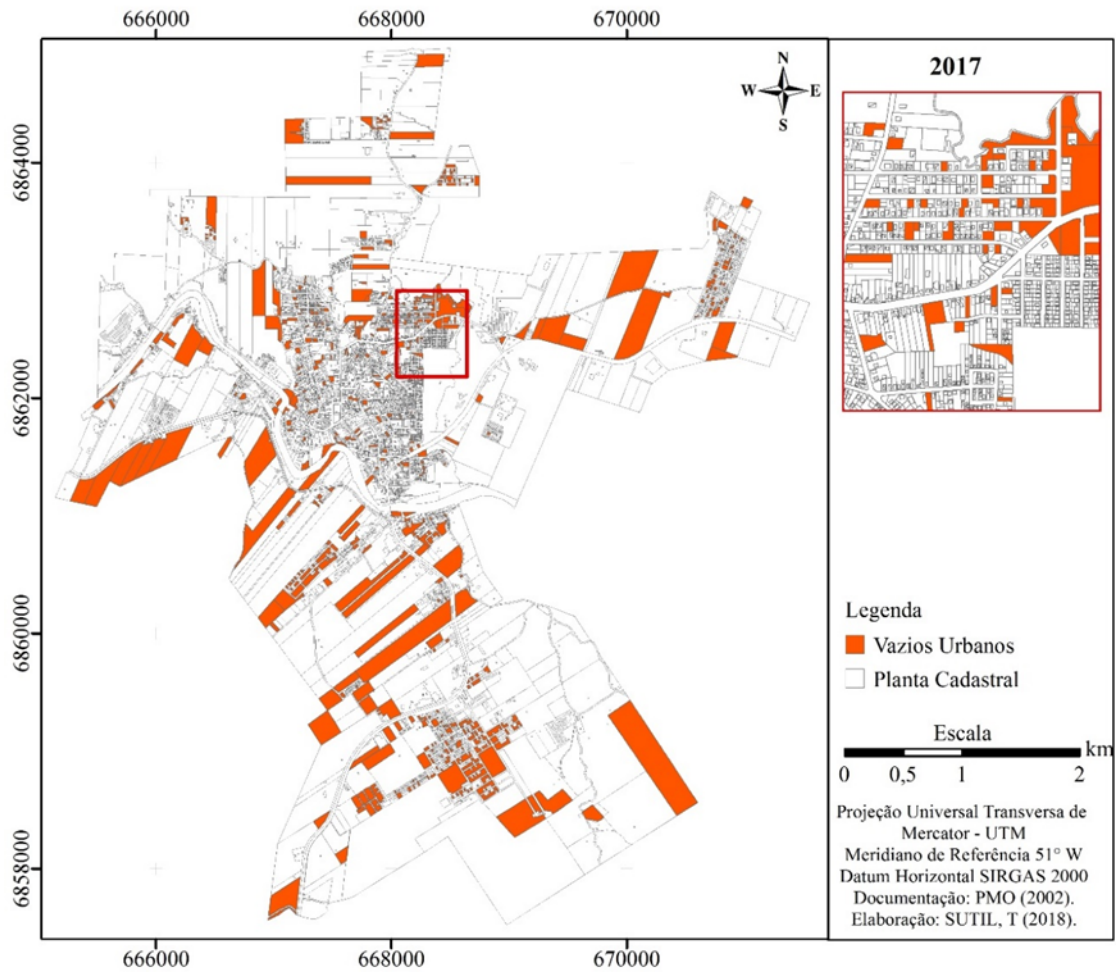 666000 668000 670000
N
W E
S
2017
6864000
6862000
6860000
6858000
Legenda
Vazios Urbanos
Planta Cadastral
Escala
km
0 0,5 1 2
Projeção Universal Transversa de
Mercator - UTM
Meridiano de Referência 51° W
Datum Horizontal SIRGAS 2000
Documentação: PMO (2002).
Elaboração: SUTIL, T (2018).
666000 668000 670000